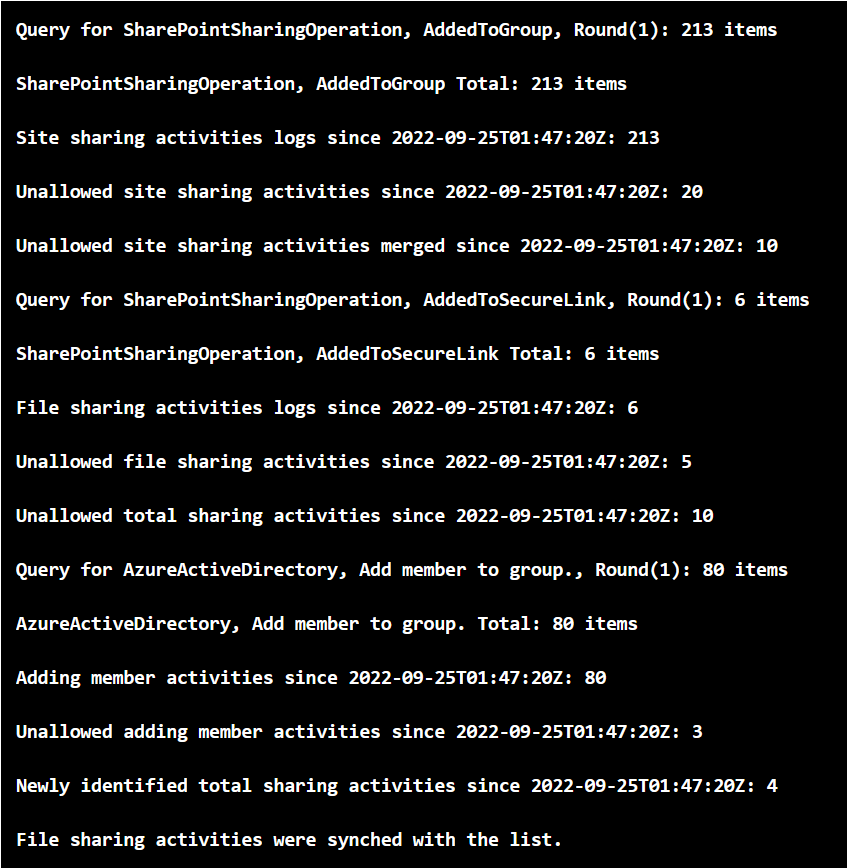 Query for SharePointSharingOperation, AddedToGroup, Round(1): 213 items
SharePointSharingOperation, AddedToGroup Total: 213 items
Site sharing activities logs since 2022-09-25T01:47:20Z: 213
Unallowed site sharing activities since 2022-09-25T01:47:20Z: 20
Unallowed site sharing activities merged since 2022-09-25T01:47:20Z: 10
Query for SharePointSharingOperation, AddedToSecureLink, Round(1): 6 items
SharePointSharingOperation, AddedToSecureLink Total: 6 items
File sharing activities logs since 2022-09-25T01:47:20Z: 6
Unallowed file sharing activities since 2022-09-25T01:47:20Z: 5
Unallowed total sharing activities since 2022-09-25T01:47:20Z: 10
Query for AzureActiveDirectory, Add member to group., Round(1): 80 items
AzureActiveDirectory, Add member to group. Total: 80 items
Adding member activities since 2022-09-25T01:47:20Z: 80
Unallowed adding member activities since 2022-09-25T01:47:20Z: 3
Newly identified total sharing activities since 2022-09-25T01:47:20Z: 4
File sharing activities were synched with the list.